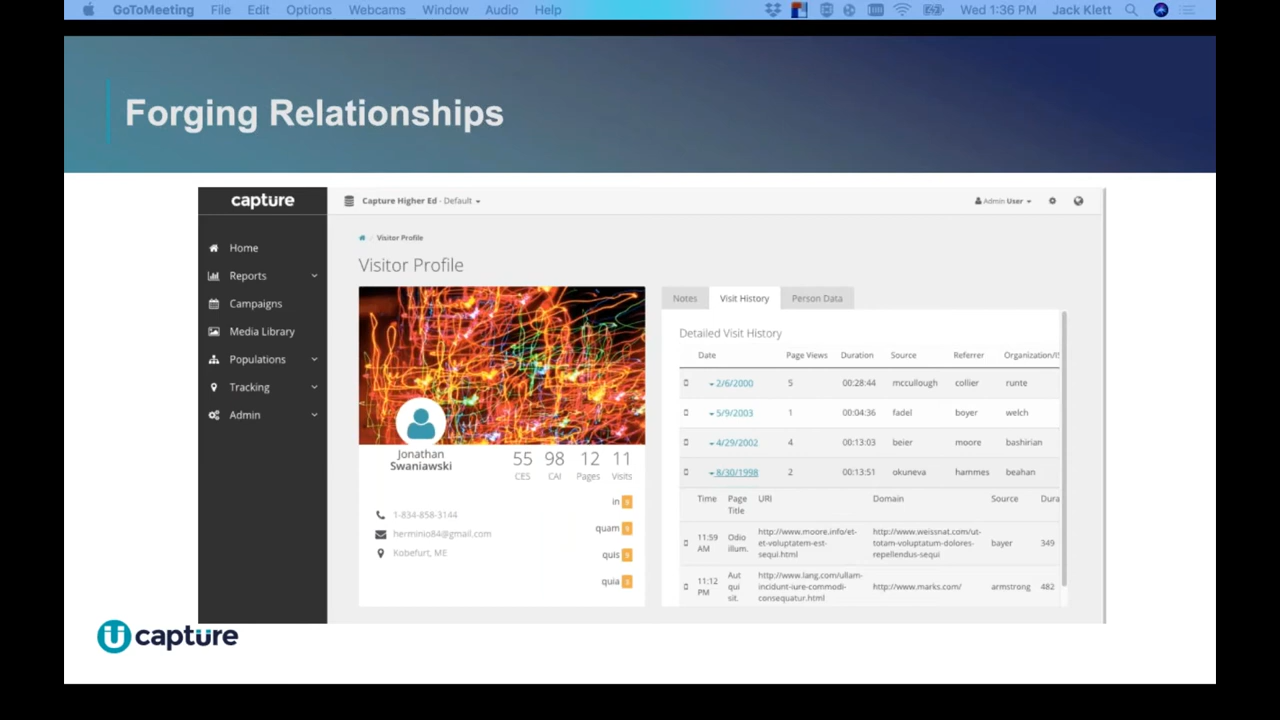 GoToMeeting File Edit Options Webcams Window Audio Help Wed 1:36 PM Jack Klett
Forging Relationships
capture
Capture Higher Ed - Default
Admin User
Home
Reports
Campaigns
Media Library
Populations
Tracking
Admin
/ Visitor Profile
Visitor Profile
Jonathan
Swaniawski
55 98 12 11
CES CAI Pages Visits
in
quam
quis
quia
1-834-858-3144
herminio84@gmail.com
Kobefurt, ME
Notes Visit History Person Data
Detailed Visit History
Date Page Views Duration Source Referrer Organization/IS
2/6/2000 5 00:28:44 mccullough collier runte
5/9/2003 1 00:04:36 fadel boyer welch
4/29/2002 4 00:13:03 beier moore bashirian
8/30/1998 2 00:13:51 okuneva hammes beahan
Time Page Title URI Domain Source Dura
11:59 AM Odio illum. http://www.moore.info/et-et-voluptatem-est-sequi.html http://www.weissnat.com/ut-totam-voluptatum-dolores-repellendus-sequi bayer 349
11:12 PM Aut qui sit. http://www.lang.com/ullam-incidunt-iure-commodi-consequatur.html http://www.marks.com/ armstrong 482
capture